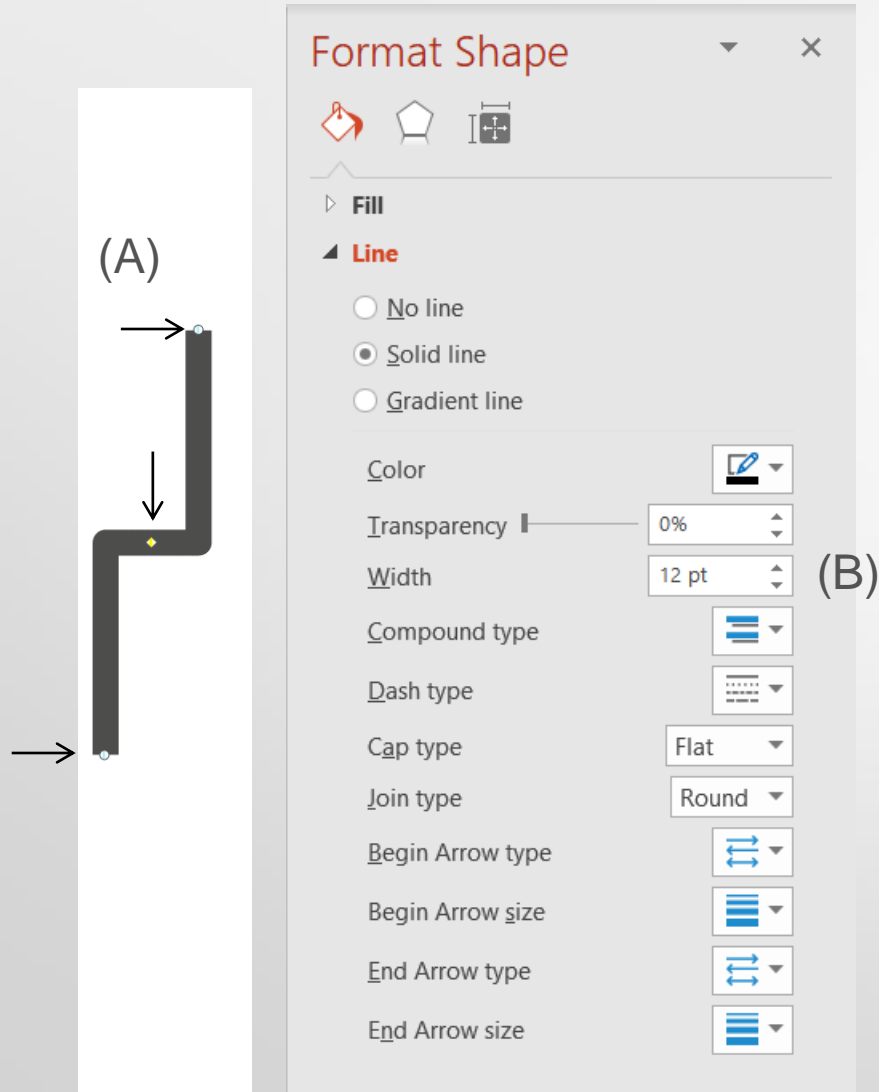 Format Shape
(A)
Fill
Line
No line
Solid line
Gradient line
Color
Transparency 0%
Width 12 pt (B)
Compound type
Dash type
Cap type Flat
Join type Round
Begin Arrow type
Begin Arrow size
End Arrow type
End Arrow size